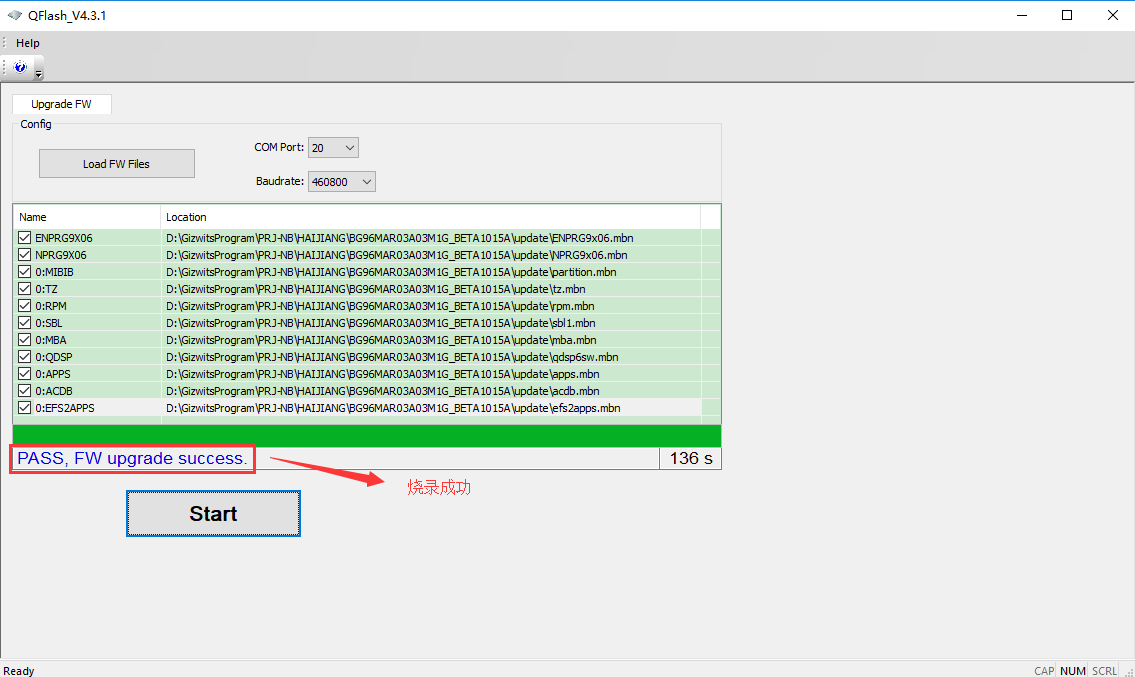 QFlash_V4.3.1
Help
Upgrade FW
Config
Load FW Files
COM Port: 20
Baudrate: 460800
Name Location
ENPRG9X06 D:\GizwitsProgram\PRJ-NB\HAIJIANG\BG96MAR03A03M1G_BETA1015A\update\ENPRG9x06.mbn
NPRG9X06 D:\GizwitsProgram\PRJ-NB\HAIJIANG\BG96MAR03A03M1G_BETA1015A\update\NPRG9x06.mbn
0:MIBIB D:\GizwitsProgram\PRJ-NB\HAIJIANG\BG96MAR03A03M1G_BETA1015A\update\partition.mbn
0:TZ D:\GizwitsProgram\PRJ-NB\HAIJIANG\BG96MAR03A03M1G_BETA1015A\update\tz.mbn
0:RPM D:\GizwitsProgram\PRJ-NB\HAIJIANG\BG96MAR03A03M1G_BETA1015A\update\rpm.mbn
0:SBL D:\GizwitsProgram\PRJ-NB\HAIJIANG\BG96MAR03A03M1G_BETA1015A\update\sbl1.mbn
0:MBA D:\GizwitsProgram\PRJ-NB\HAIJIANG\BG96MAR03A03M1G_BETA1015A\update\mba.mbn
0:QDSP D:\GizwitsProgram\PRJ-NB\HAIJIANG\BG96MAR03A03M1G_BETA1015A\update\qdsp6sw.mbn
0:APPS D:\GizwitsProgram\PRJ-NB\HAIJIANG\BG96MAR03A03M1G_BETA1015A\update\apps.mbn
0:ACDB D:\GizwitsProgram\PRJ-NB\HAIJIANG\BG96MAR03A03M1G_BETA1015A\update\acdb.mbn
0:EFS2APPS D:\GizwitsProgram\PRJ-NB\HAIJIANG\BG96MAR03A03M1G_BETA1015A\update\efs2apps.mbn
PASS, FW upgrade success. 136 s
烧录成功
Start
Ready CAP NUM SCRL